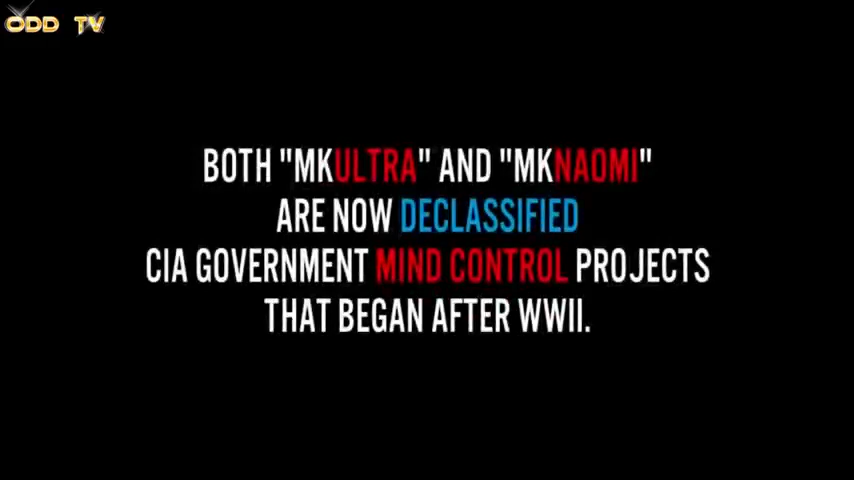 ODD TV
BOTH "MKULTRA" AND "MKNAOMI"
ARE NOW DECLASSIFIED
CIA GOVERNMENT MIND CONTROL PROJECTS
THAT BEGAN AFTER WWII.